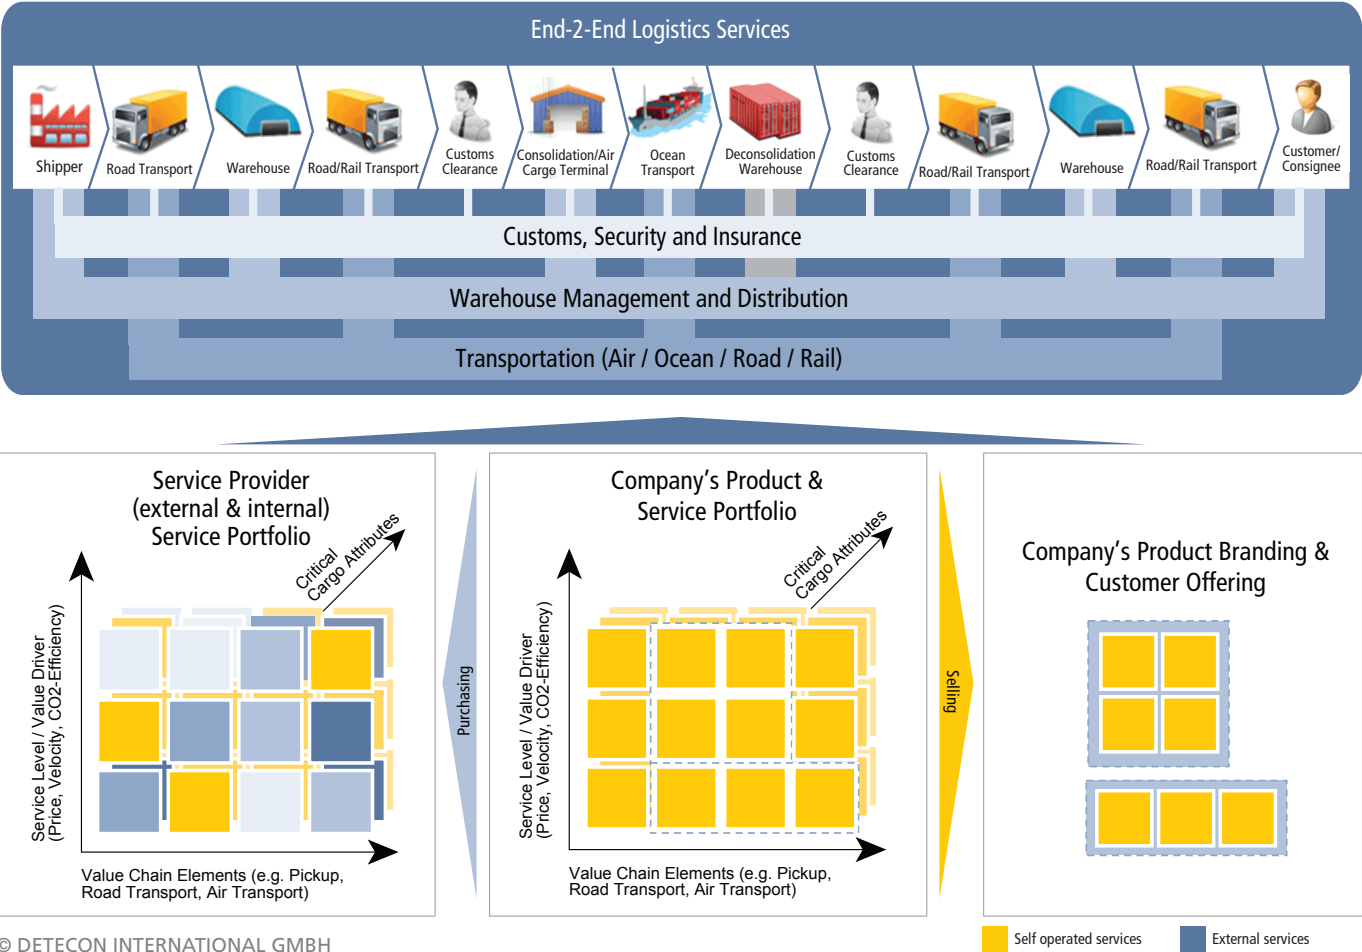 End-2-End Logistics Services
Shipper
Road Transport
Warehouse
Road/Rail Transport
Customs
Clearance
Consolidation/Air
Cargo Terminal
Ocean
Transport
Deconsolidation
Warehouse
Customs
Clearance
Road/Rail Transport
Warehouse
Road/Rail Transport
Customer/
Consignee
Customs, Security and Insurance
Warehouse Management and Distribution
Transportation (Air / Ocean / Road / Rail)
Service Provider
(external & internal)
Service Portfolio
Critical
Cargo Attributes
Service Level / Value Driver
(Price, Velocity, CO2-Efficiency)
Value Chain Elements (e.g. Pickup,
Road Transport, Air Transport)
Purchasing
Company's Product &
Service Portfolio
Critical
Cargo Attributes
Service Level / Value Driver
(Price, Velocity, CO2-Efficiency)
Value Chain Elements (e.g. Pickup,
Road Transport, Air Transport)
Selling
Company's Product Branding &
Customer Offering
© DETECON INTERNATIONAL GMBH
Self operated services
External services